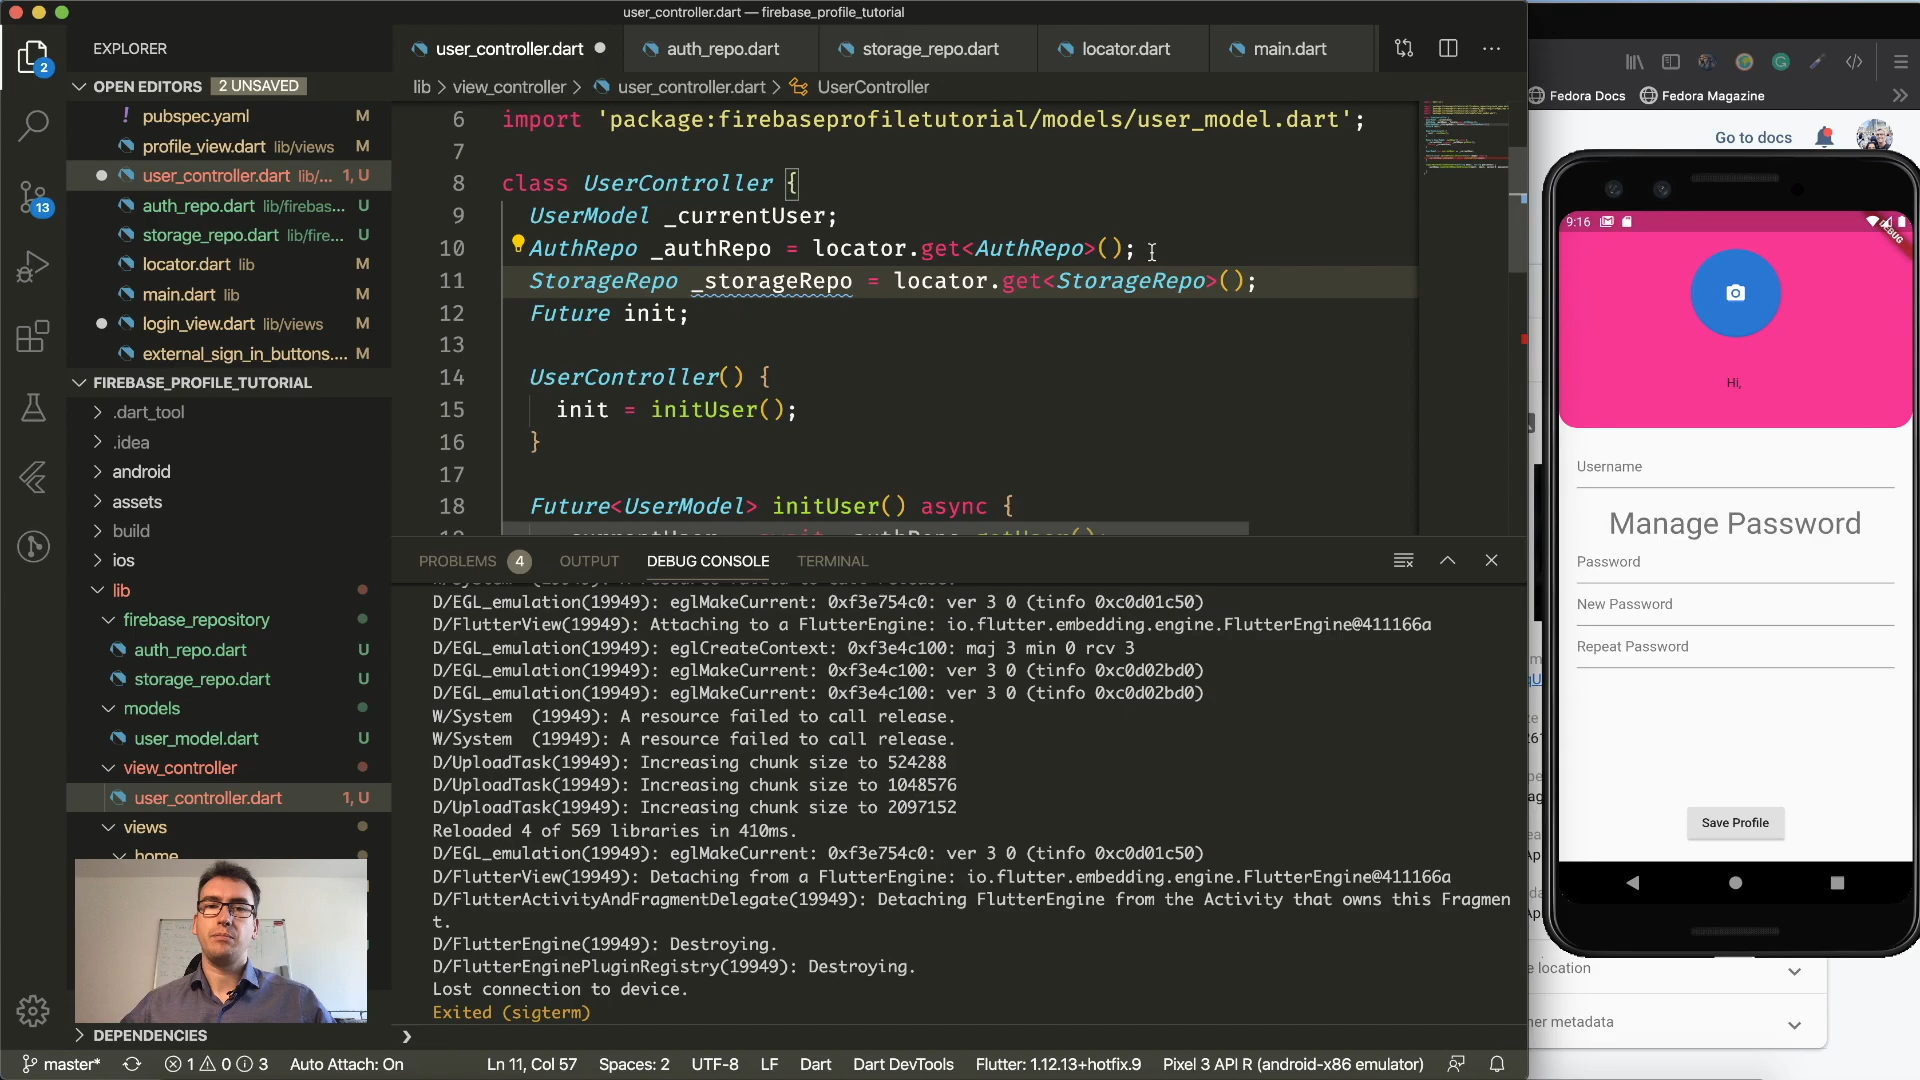 user_controller.dart — firebase_profile_tutorial
EXPLORER
OPEN EDITORS 2 UNSAVED
! pubspec.yaml M
profile_view.dart lib/views M
user_controller.dart lib/... 1, U
auth_repo.dart lib/firebas... U
storage_repo.dart lib/fire... U
locator.dart lib M
main.dart lib M
login_view.dart lib/views M
external_sign_in_buttons.... M
FIREBASE_PROFILE_TUTORIAL
.dart_tool
.idea
android
assets
build
ios
lib
firebase_repository
auth_repo.dart U
storage_repo.dart U
models
user_model.dart U
view_controller
user_controller.dart 1, U
views
home
DEPENDENCIES
2
13
user_controller.dart auth_repo.dart storage_repo.dart locator.dart main.dart
lib > view_controller > user_controller.dart > UserController
6 import 'package:firebaseprofiletutorial/models/user_model.dart';
7
8 class UserController {
9 UserModel _currentUser;
10 AuthRepo _authRepo = locator.get<AuthRepo>();
11 StorageRepo _storageRepo = locator.get<StorageRepo>();
12 Future init;
13
14 UserController() {
15 init = initUser();
16 }
17
18 Future<UserModel> initUser() async {
PROBLEMS 4 OUTPUT DEBUG CONSOLE TERMINAL
D/EGL_emulation(19949): eglMakeCurrent: 0xf3e754c0: ver 3 0 (tinfo 0xc0d01c50)
D/FlutterView(19949): Attaching to a FlutterEngine: io.flutter.embedding.engine.FlutterEngine@411166a
D/EGL_emulation(19949): eglCreateContext: 0xf3e4c100: maj 3 min 0 rcv 3
D/EGL_emulation(19949): eglMakeCurrent: 0xf3e4c100: ver 3 0 (tinfo 0xc0d02bd0)
D/EGL_emulation(19949): eglMakeCurrent: 0xf3e4c100: ver 3 0 (tinfo 0xc0d02bd0)
W/System (19949): A resource failed to call release.
W/System (19949): A resource failed to call release.
D/UploadTask(19949): Increasing chunk size to 524288
D/UploadTask(19949): Increasing chunk size to 1048576
D/UploadTask(19949): Increasing chunk size to 2097152
Reloaded 4 of 569 libraries in 410ms.
D/EGL_emulation(19949): eglMakeCurrent: 0xf3e754c0: ver 3 0 (tinfo 0xc0d01c50)
D/FlutterView(19949): Detaching from a FlutterEngine: io.flutter.embedding.engine.FlutterEngine@411166a
D/FlutterActivityAndFragmentDelegate(19949): Detaching FlutterEngine from the Activity that owns this Fragmen
t.
D/FlutterEngine(19949): Destroying.
D/FlutterEnginePluginRegistry(19949): Destroying.
Lost connection to device.
Exited (sigterm)
master* 1 0 3 Auto Attach: On Ln 11, Col 57 Spaces: 2 UTF-8 LF Dart Dart DevTools Flutter: 1.12.13+hotfix.9 Pixel 3 API R (android-x86 emulator)
Fedora Docs Fedora Magazine
Go to docs
9:16
DEBUG
Hi,
Username
Manage Password
Password
New Password
Repeat Password
Save Profile
e location
her metadata